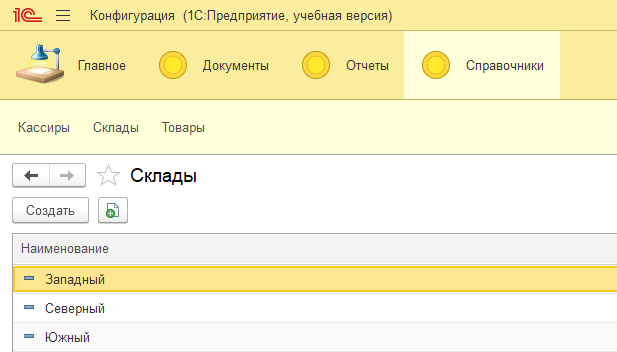 1С Конфигурация (1С:Предприятие, учебная версия)
Главное Документы Отчеты Справочники
Кассиры Склады Товары
Склады
Создать
Наименование
Западный
Северный
Южный